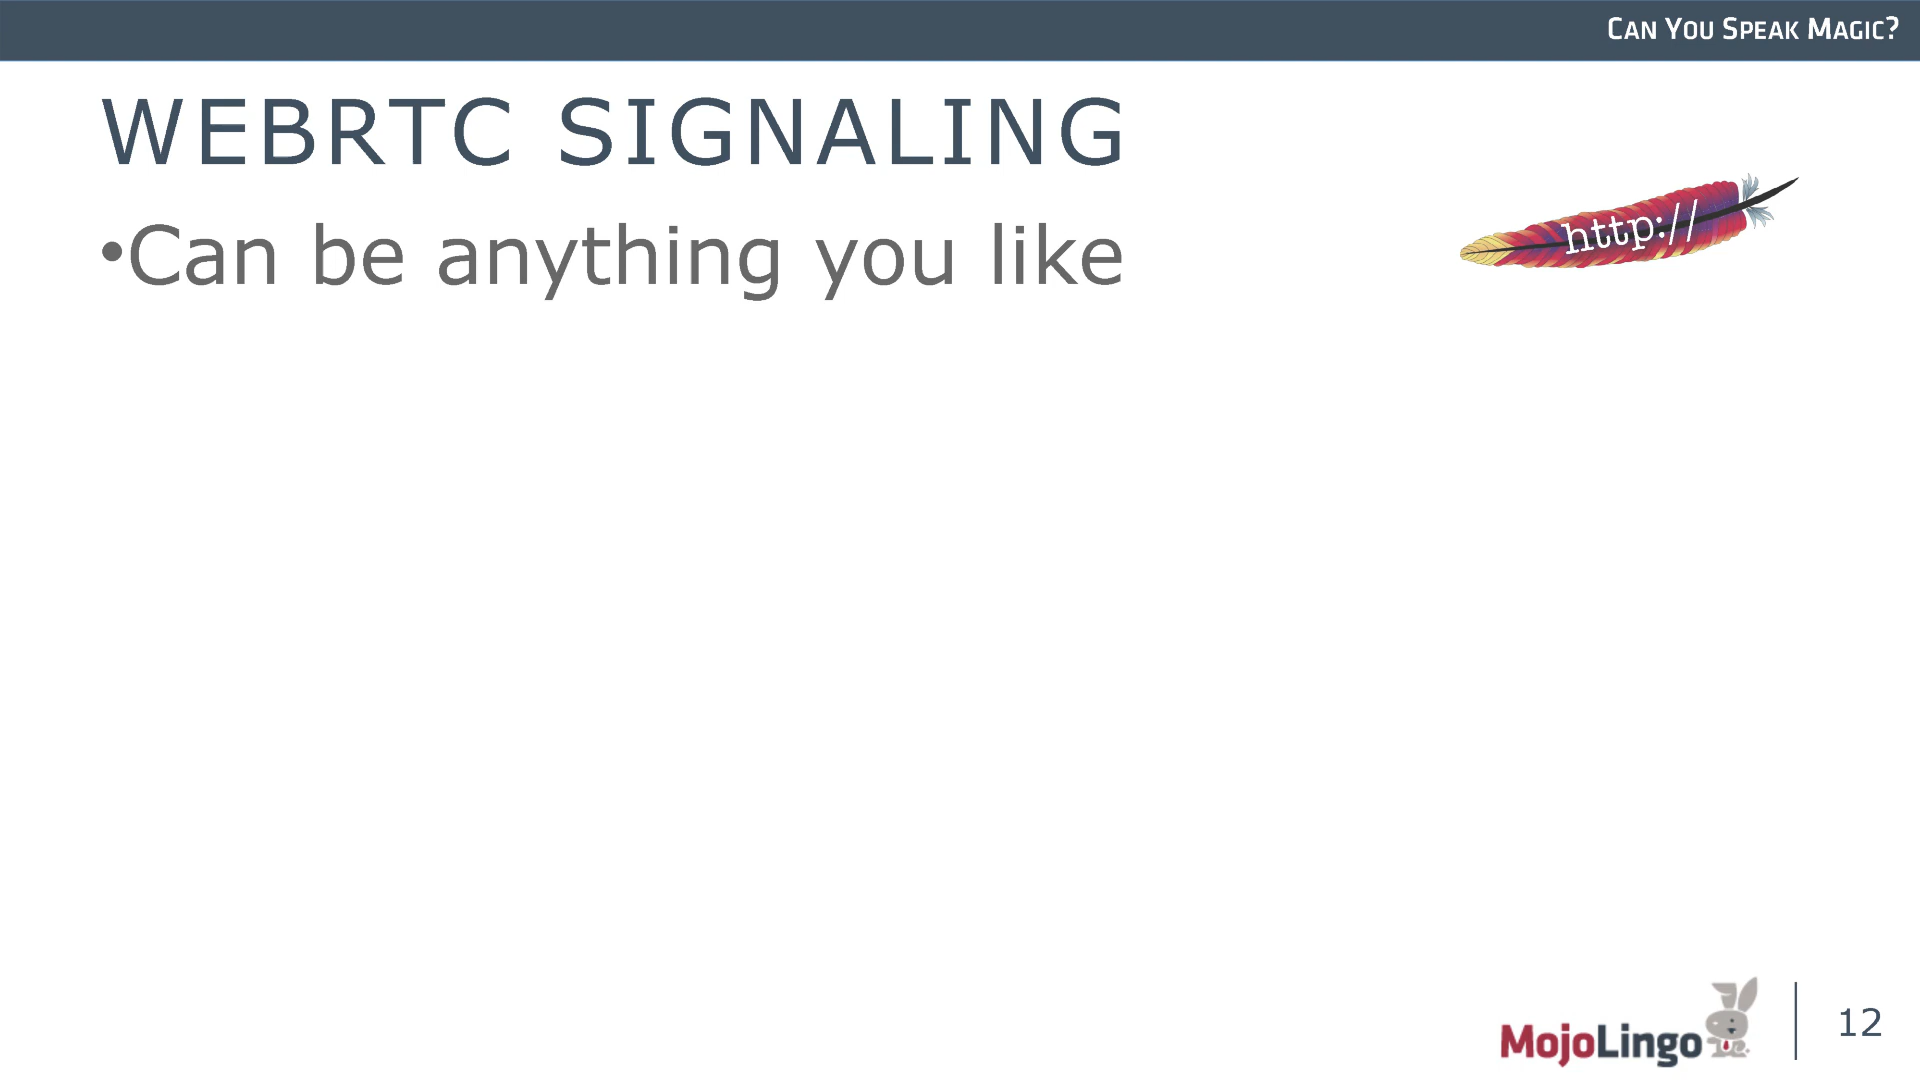 CAN YOU SPEAK MAGIC?
WEBRTC SIGNALING
•Can be anything you like
http://
MojoLingo
12